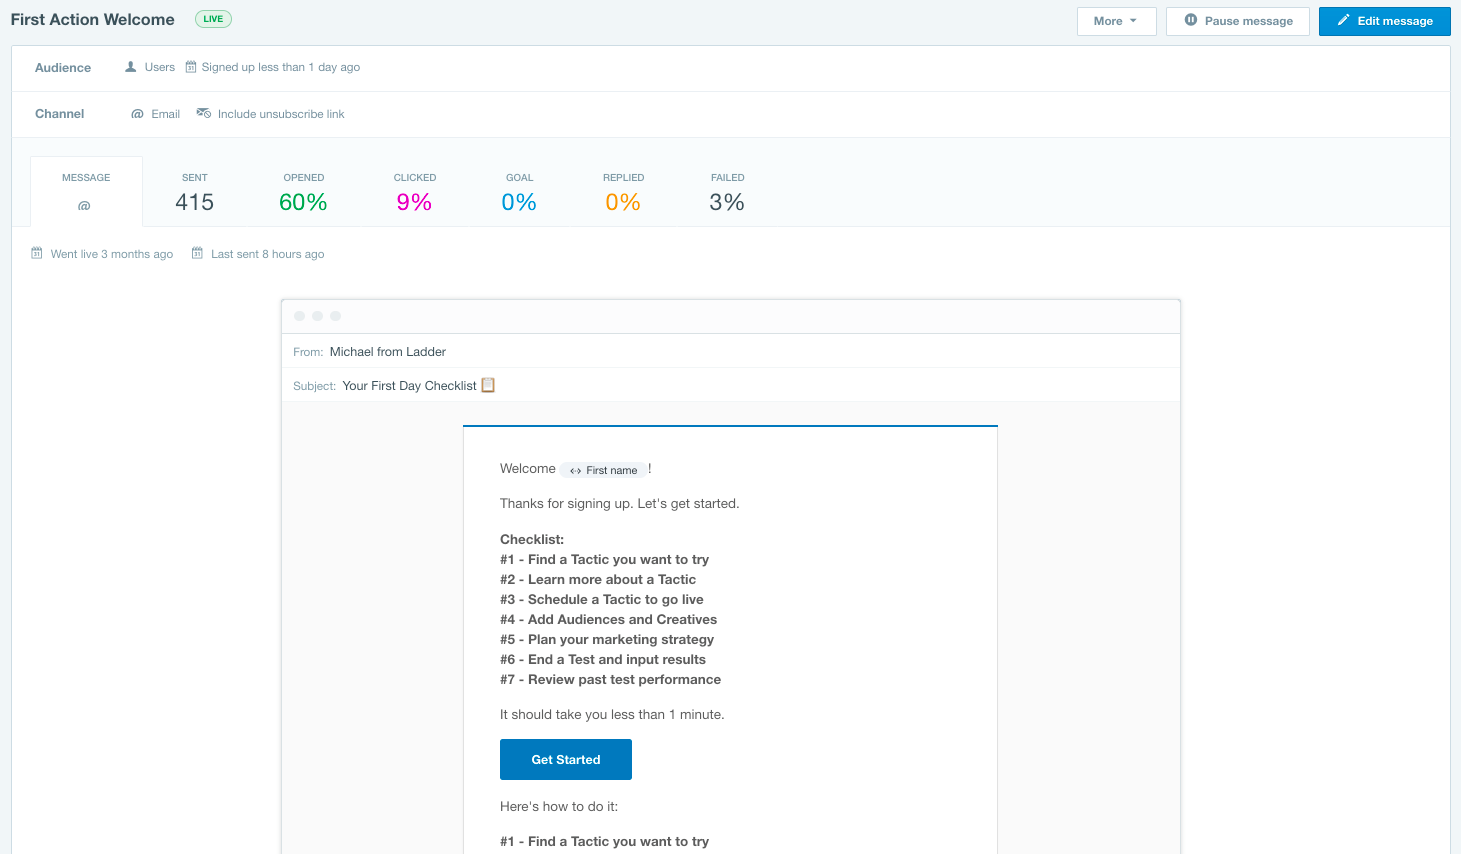 First Action Welcome LIVE More Pause message Edit message
Audience Users Signed up less than 1 day ago
Channel @ Email Include unsubscribe link
MESSAGE SENT OPENED CLICKED GOAL REPLIED FAILED
@ 415 60% 9% 0% 0% 3%
Went live 3 months ago Last sent 8 hours ago
From: Michael from Ladder
Subject: Your First Day Checklist 📋
Welcome First name !
Thanks for signing up. Let's get started.
Checklist:
#1 - Find a Tactic you want to try
#2 - Learn more about a Tactic
#3 - Schedule a Tactic to go live
#4 - Add Audiences and Creatives
#5 - Plan your marketing strategy
#6 - End a Test and input results
#7 - Review past test performance
It should take you less than 1 minute.
Get Started
Here's how to do it:
#1 - Find a Tactic you want to try